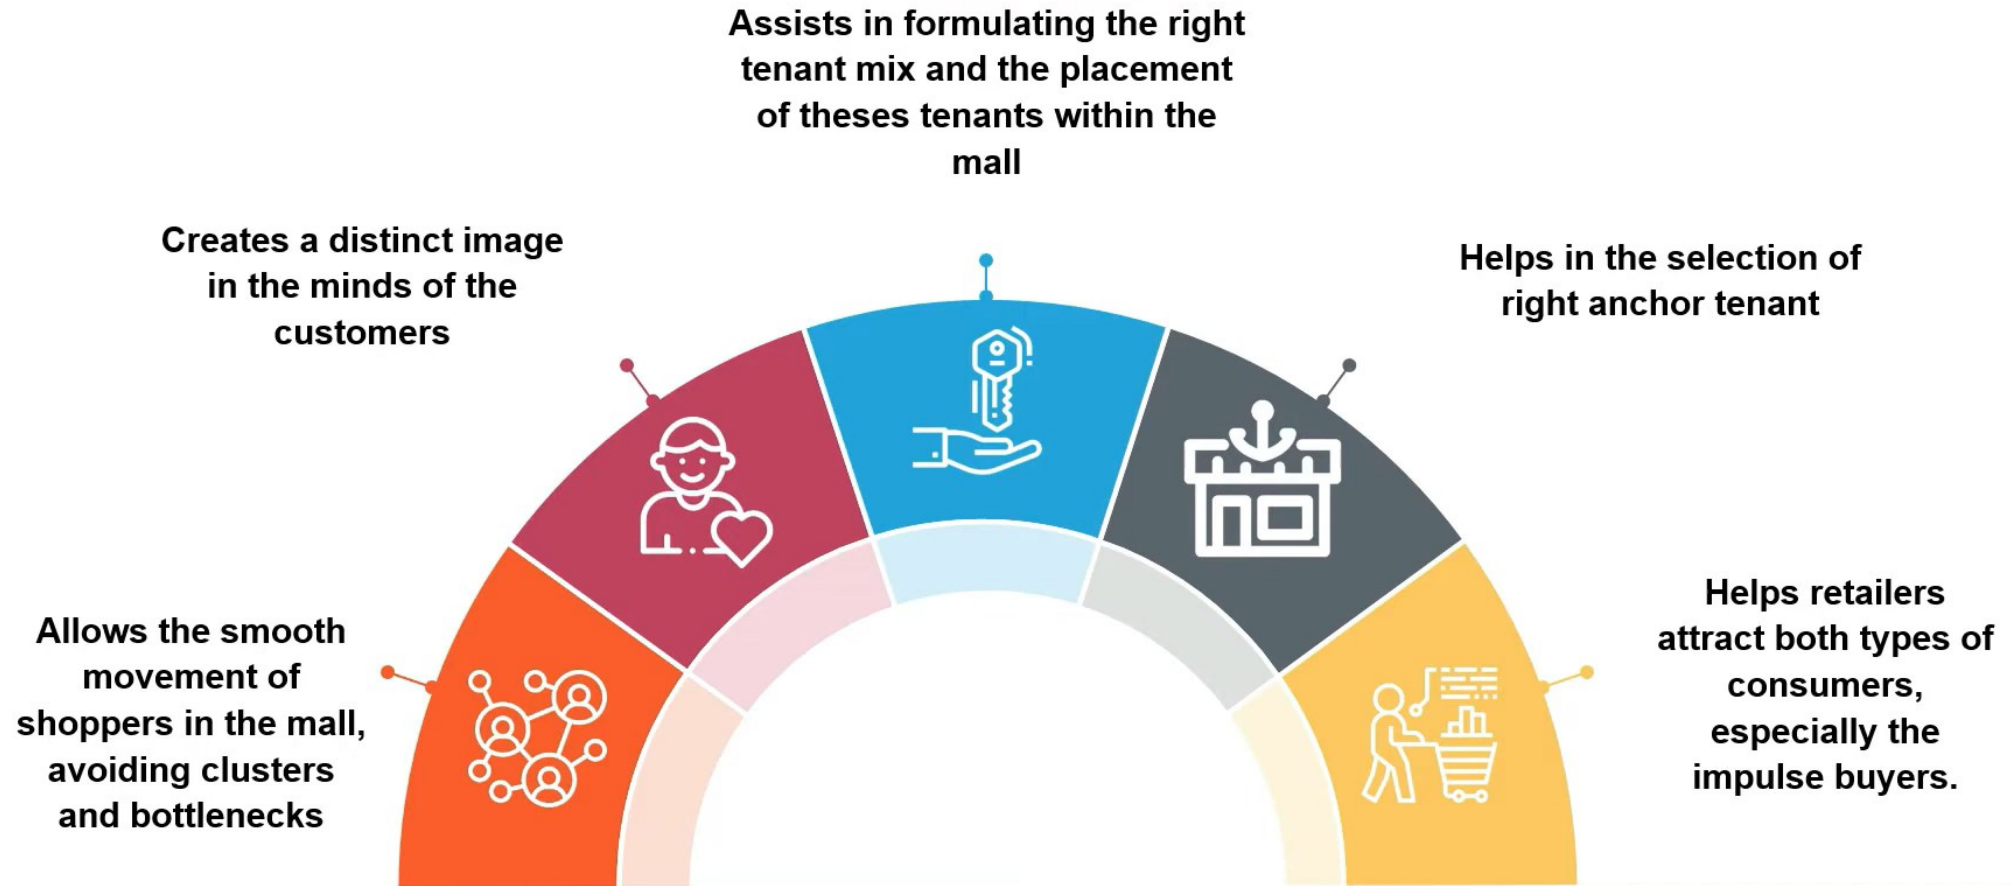 Assists in formulating the right
tenant mix and the placement
of theses tenants within the
mall
Creates a distinct image
in the minds of the
customers
Helps in the selection of
right anchor tenant
Allows the smooth
movement of
shoppers in the mall,
avoiding clusters
and bottlenecks
Helps retailers
attract both types of
consumers,
especially the
impulse buyers.